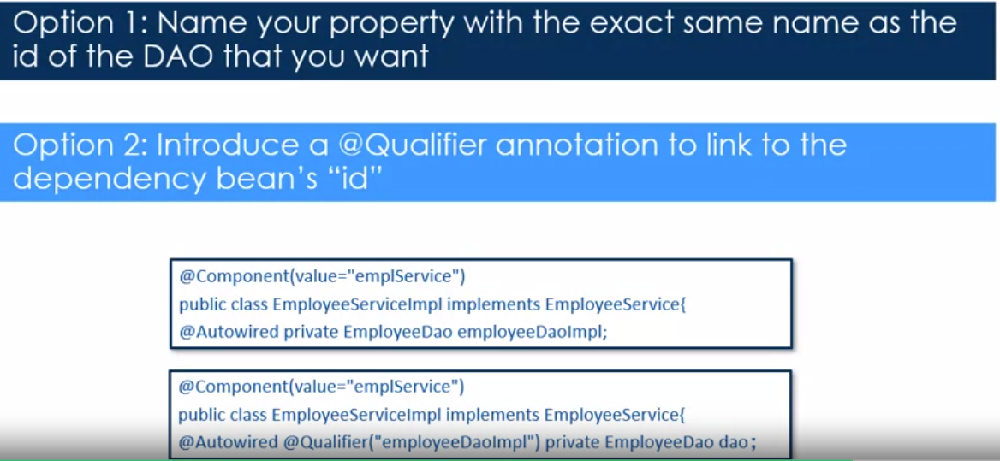 Option 1: Name your property with the exact same name as the
id of the DAO that you want
Option 2: Introduce a @Qualifier annotation to link to the
dependency bean’s “id”
@Component(value="emplService")
public class EmployeeServiceImpl implements EmployeeService{
@Autowired private EmployeeDao employeeDaoImpl;
@Component(value="emplService")
public class EmployeeServiceImpl implements EmployeeService{
@Autowired @Qualifier("employeeDaoImpl") private EmployeeDao dao;